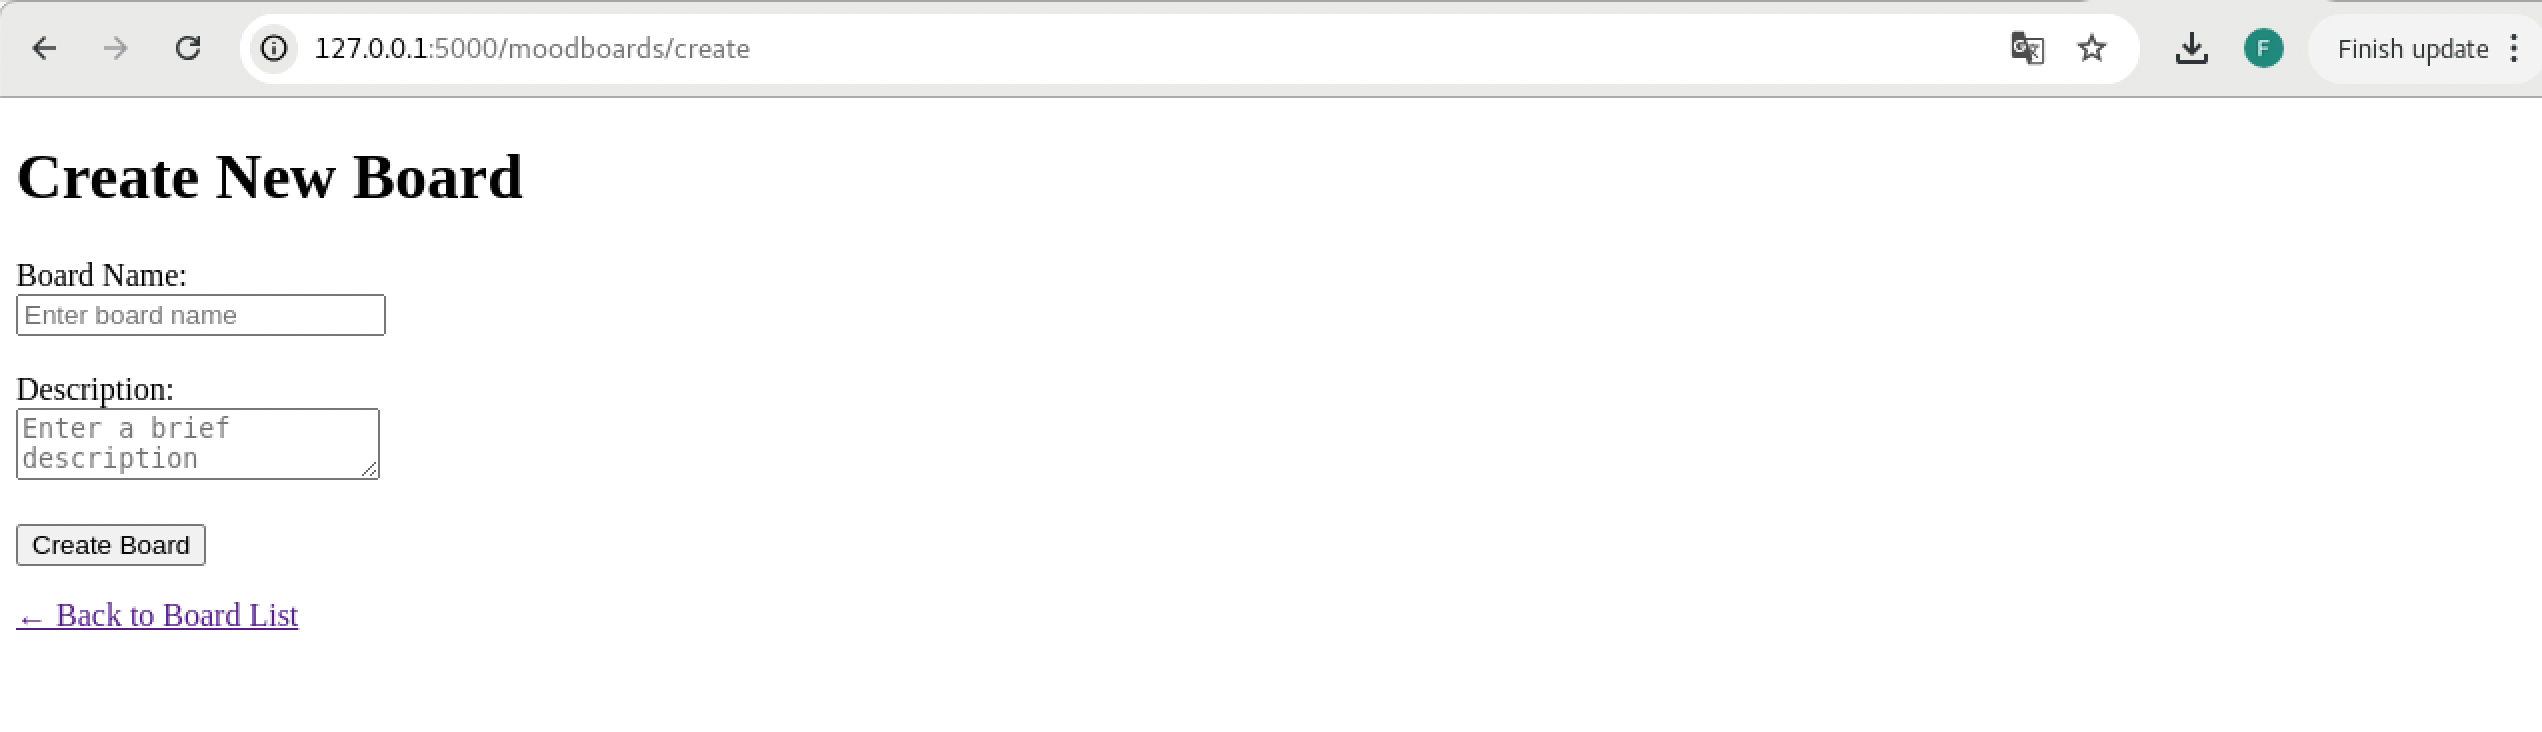 127.0.0.1:5000/moodboards/create
F
Finish update
Create New Board
Board Name:
Enter board name
Description:
Enter a brief
description
Create Board
← Back to Board List